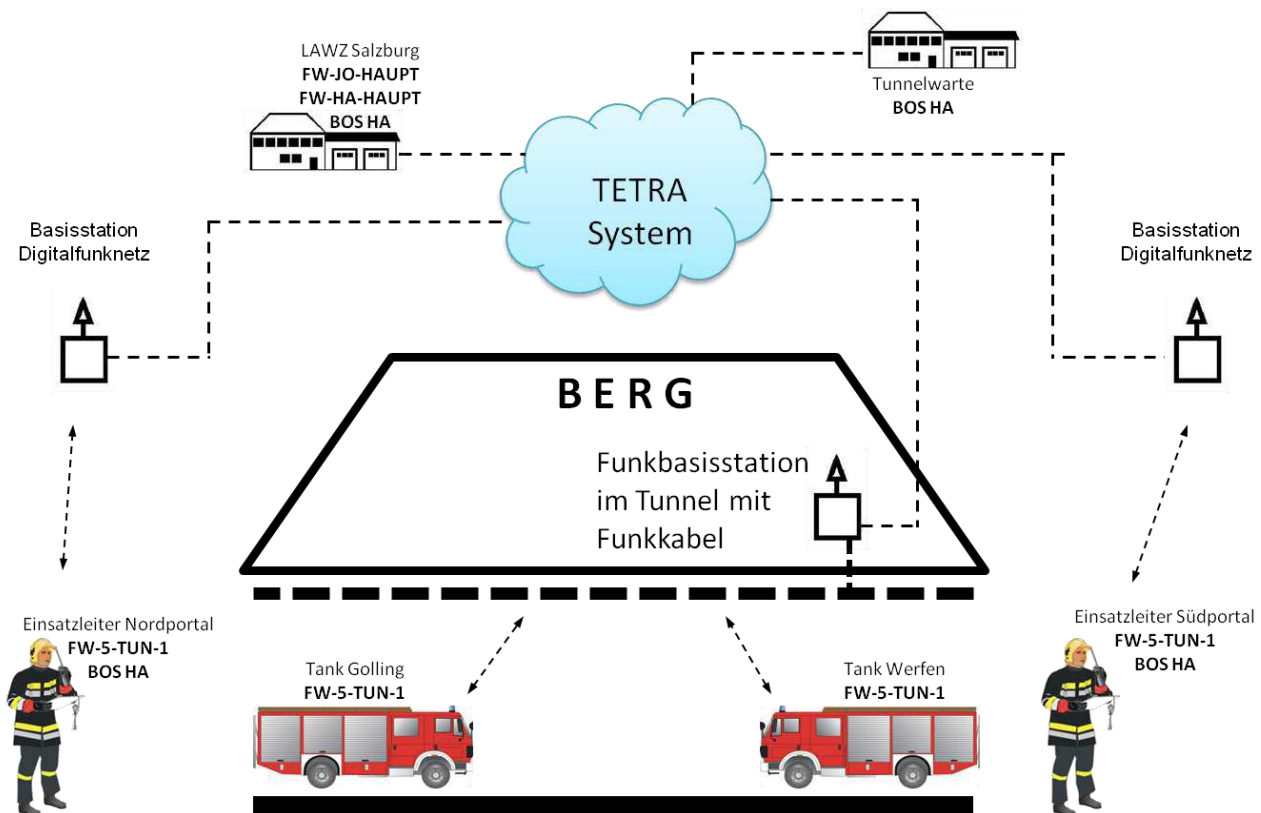 LAWZ Salzburg
FW-JO-HAUPT
FW-HA-HAUPT
BOS HA
Tunnelwarte
BOS HA
TETRA
System
Basisstation
Digitalfunknetz
Basisstation
Digitalfunknetz
BERG
Funkbasisstation
im Tunnel mit
Funkkabel
Einsatzleiter Nordportal
FW-5-TUN-1
BOS HA
Tank Golling
FW-5-TUN-1
Tank Werfen
FW-5-TUN-1
Einsatzleiter Südportal
FW-5-TUN-1
BOS HA